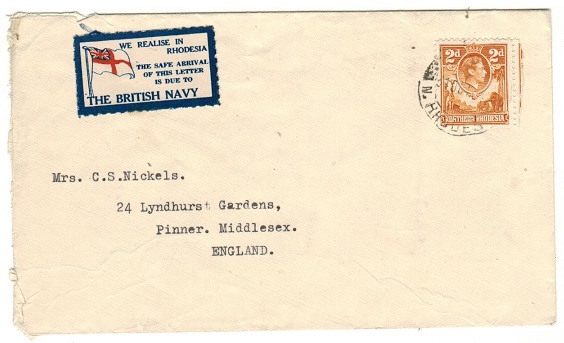 WE REALISE IN
RHODESIA
THE SAFE ARRIVAL
OF THIS LETTER
IS DUE TO
THE BRITISH NAVY
2d 2d
NORTHERN RHODESIA
N. RHODES
Mrs. C.S.Nickels.
24 Lyndhurst Gardens,
Pinner. Middlesex.
ENGLAND.